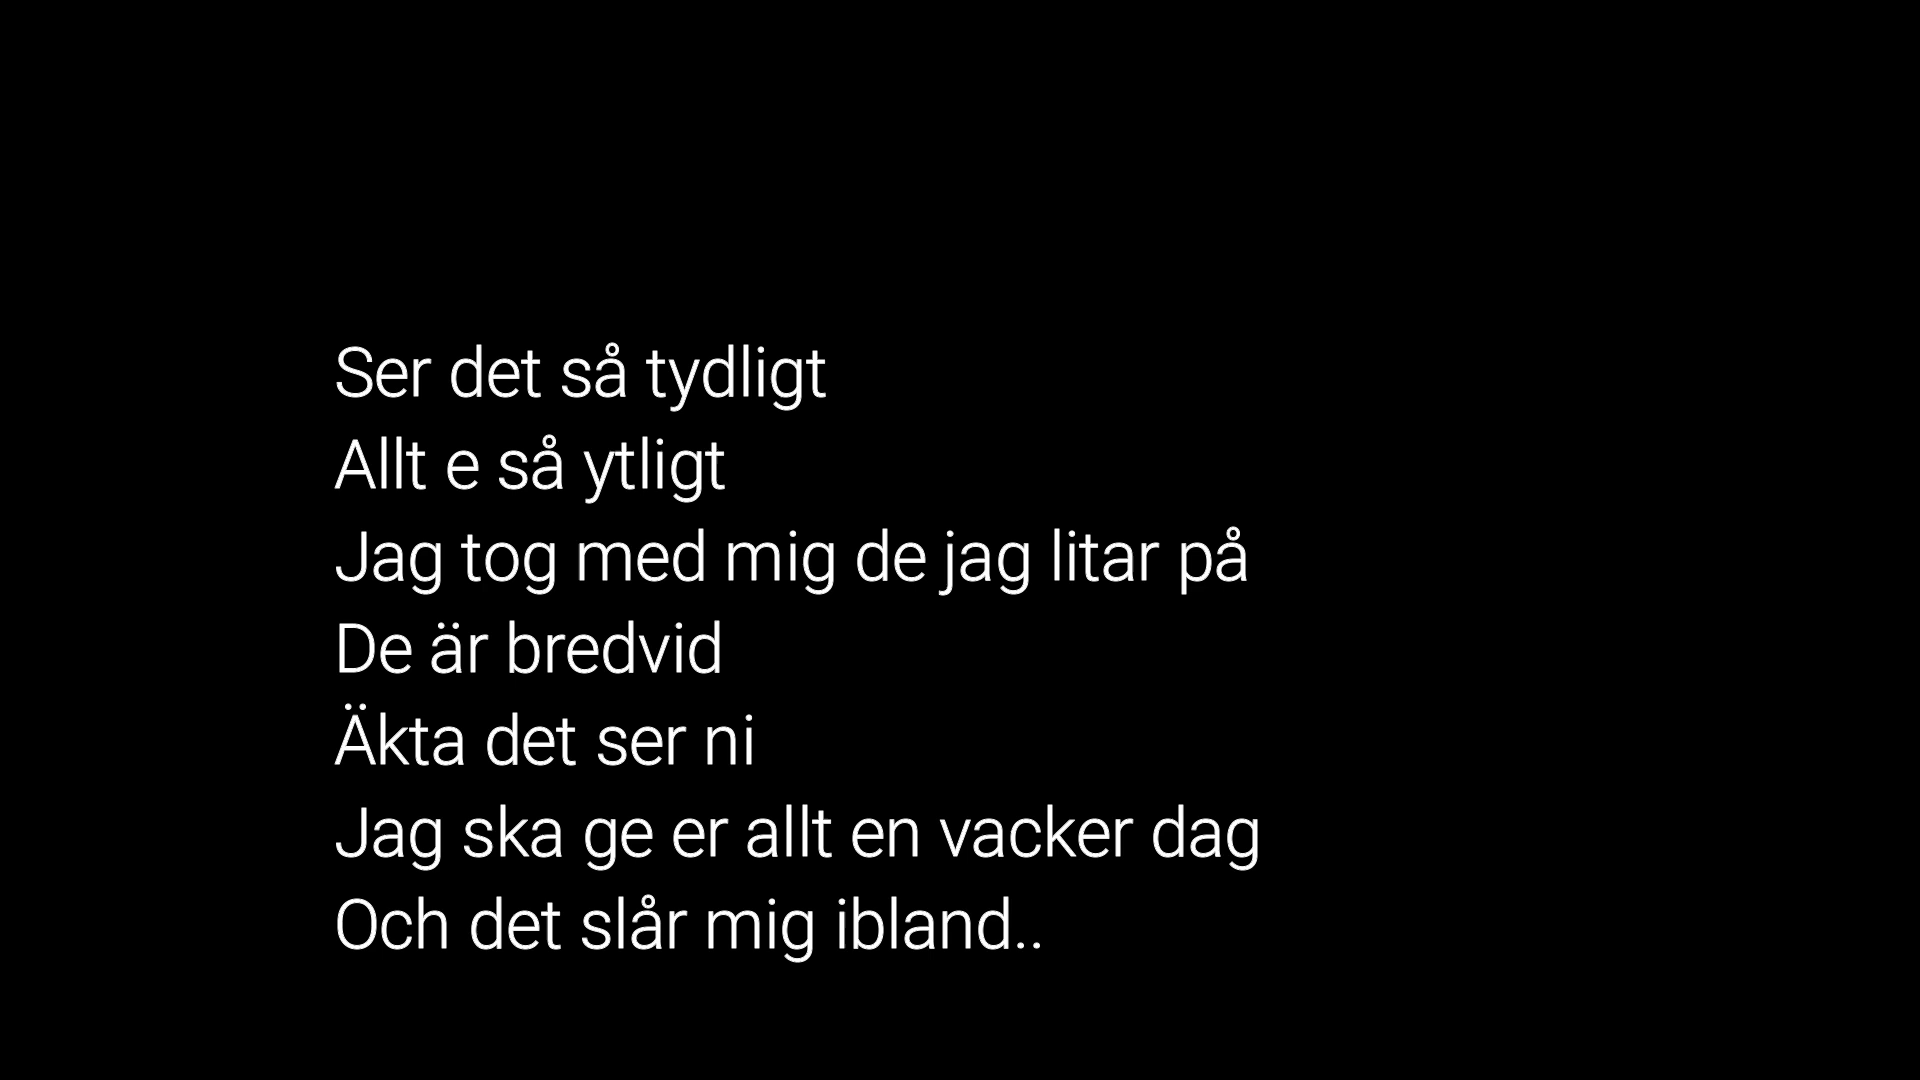 Ser det så tydligt
Allt e så ytligt
Jag tog med mig de jag litar på
De är bredvid
Äkta det ser ni
Jag ska ge er allt en vacker dag
Och det slår mig ibland..